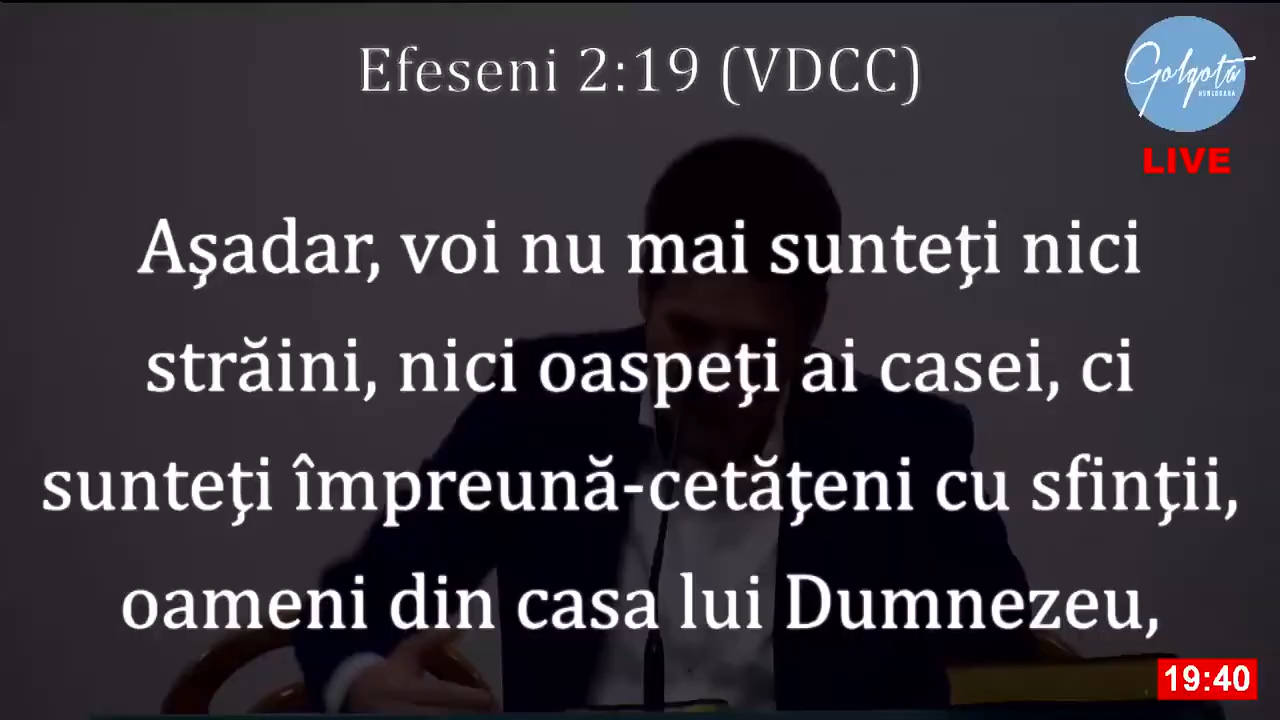 Efeseni 2:19 (VDCC)
Golgota
HUNEDOARA
LIVE
Aşadar, voi nu mai sunteţi nici
străini, nici oaspeţi ai casei, ci
sunteţi împreună-cetăţeni cu sfinţii,
oameni din casa lui Dumnezeu,
19:40